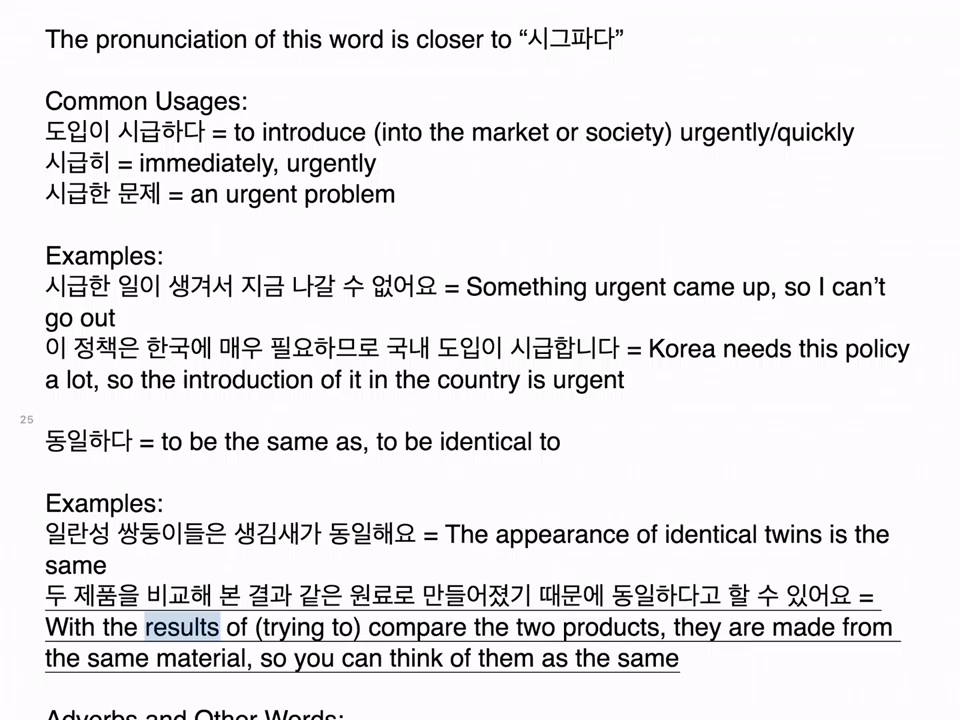 The pronunciation of this word is closer to “시그파다”
Common Usages:
도입이 시급하다 = to introduce (into the market or society) urgently/quickly
시급히 = immediately, urgently
시급한 문제 = an urgent problem
Examples:
시급한 일이 생겨서 지금 나갈 수 없어요 = Something urgent came up, so I can’t
go out
이 정책은 한국에 매우 필요하므로 국내 도입이 시급합니다 = Korea needs this policy
a lot, so the introduction of it in the country is urgent
25
동일하다 = to be the same as, to be identical to
Examples:
일란성 쌍둥이들은 생김새가 동일해요 = The appearance of identical twins is the
same
두 제품을 비교해 본 결과 같은 원료로 만들어졌기 때문에 동일하다고 할 수 있어요 =
With the results of (trying to) compare the two products, they are made from
the same material, so you can think of them as the same
Adverbs and Other Words: